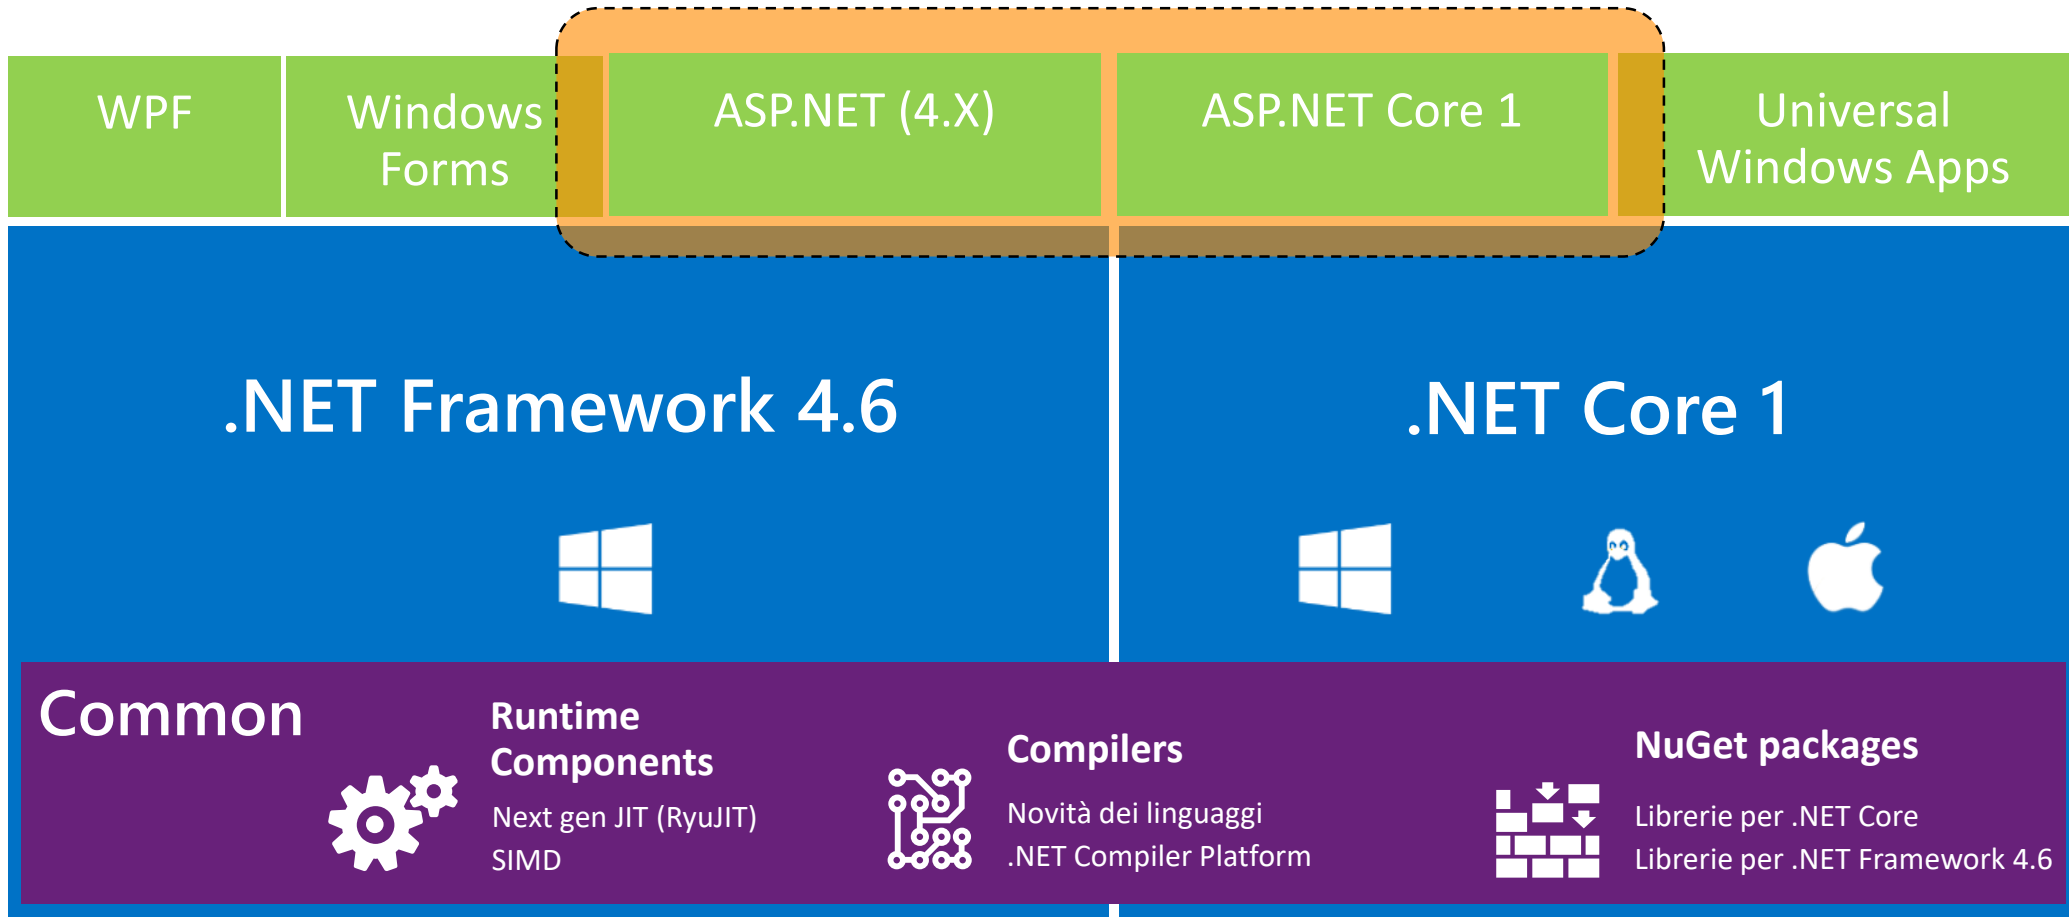 WPF
Windows
Forms
ASP.NET (4.X)
ASP.NET Core 1
Universal
Windows Apps
.NET Framework 4.6
.NET Core 1
Common
Runtime
Components
Next gen JIT (RyuJIT)
SIMD
Compilers
Novità dei linguaggi
.NET Compiler Platform
NuGet packages
Librerie per .NET Core
Librerie per .NET Framework 4.6